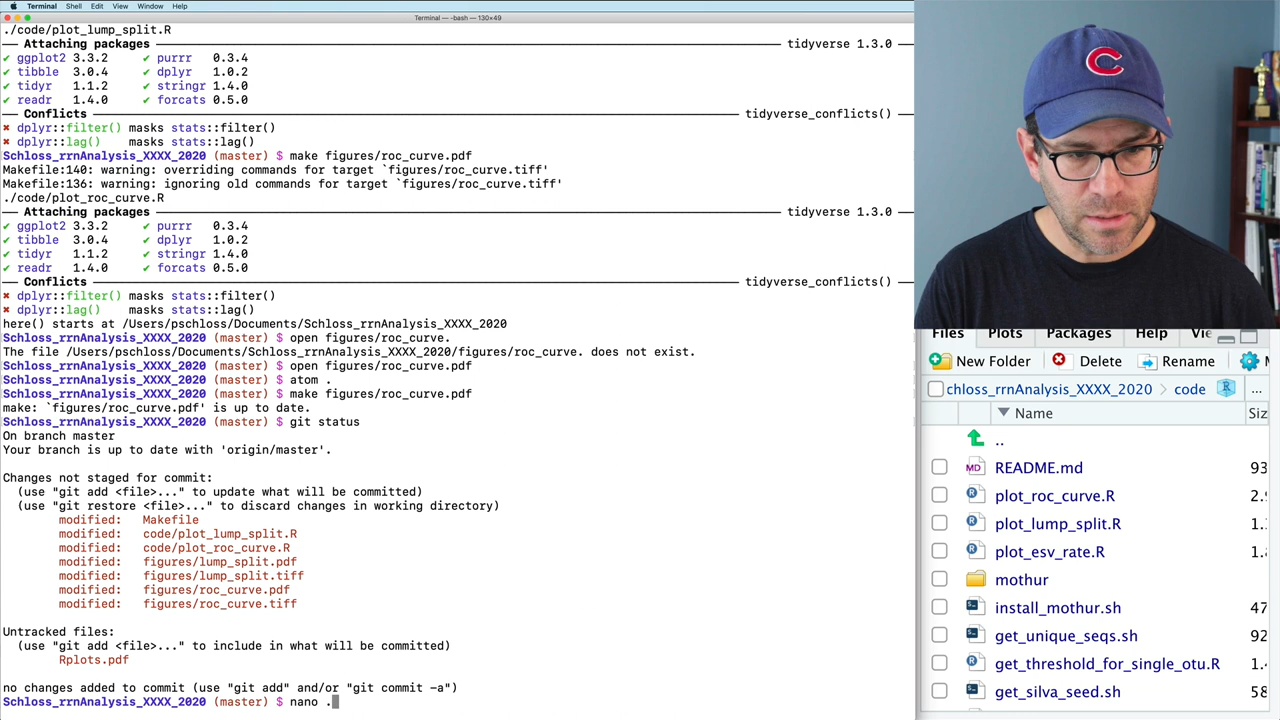 Terminal Shell Edit View Window Help
Terminal — -bash — 130×49
./code/plot_lump_split.R
── Attaching packages ── tidyverse 1.3.0 ──
✔ ggplot2 3.3.2 ✔ purrr 0.3.4
✔ tibble 3.0.4 ✔ dplyr 1.0.2
✔ tidyr 1.1.2 ✔ stringr 1.4.0
✔ readr 1.4.0 ✔ forcats 0.5.0
── Conflicts ── tidyverse_conflicts() ──
✖ dplyr::filter() masks stats::filter()
✖ dplyr::lag() masks stats::lag()
Schloss_rrnAnalysis_XXXX_2020 (master) $ make figures/roc_curve.pdf
Makefile:140: warning: overriding commands for target `figures/roc_curve.tiff'
Makefile:136: warning: ignoring old commands for target `figures/roc_curve.tiff'
./code/plot_roc_curve.R
── Attaching packages ── tidyverse 1.3.0 ──
✔ ggplot2 3.3.2 ✔ purrr 0.3.4
✔ tibble 3.0.4 ✔ dplyr 1.0.2
✔ tidyr 1.1.2 ✔ stringr 1.4.0
✔ readr 1.4.0 ✔ forcats 0.5.0
── Conflicts ── tidyverse_conflicts() ──
✖ dplyr::filter() masks stats::filter()
✖ dplyr::lag() masks stats::lag()
here() starts at /Users/pschloss/Documents/Schloss_rrnAnalysis_XXXX_2020
Schloss_rrnAnalysis_XXXX_2020 (master) $ open figures/roc_curve.
The file /Users/pschloss/Documents/Schloss_rrnAnalysis_XXXX_2020/figures/roc_curve. does not exist.
Schloss_rrnAnalysis_XXXX_2020 (master) $ open figures/roc_curve.pdf
Schloss_rrnAnalysis_XXXX_2020 (master) $ atom .
Schloss_rrnAnalysis_XXXX_2020 (master) $ make figures/roc_curve.pdf
make: `figures/roc_curve.pdf' is up to date.
Schloss_rrnAnalysis_XXXX_2020 (master) $ git status
On branch master
Your branch is up to date with 'origin/master'.
Changes not staged for commit:
(use "git add <file>..." to update what will be committed)
(use "git restore <file>..." to discard changes in working directory)
modified: Makefile
modified: code/plot_lump_split.R
modified: code/plot_roc_curve.R
modified: figures/lump_split.pdf
modified: figures/lump_split.tiff
modified: figures/roc_curve.pdf
modified: figures/roc_curve.tiff
Untracked files:
(use "git add <file>..." to include in what will be committed)
Rplots.pdf
no changes added to commit (use "git add" and/or "git commit -a")
Schloss_rrnAnalysis_XXXX_2020 (master) $ nano .
C
Files Plots Packages Help Vi
New Folder Delete Rename
chloss_rrnAnalysis_XXXX_2020 code R ...
Name Siz
..
MD README.md 93
plot_roc_curve.R 2.
plot_lump_split.R 1.
plot_esv_rate.R 1.
mothur
install_mothur.sh 47
get_unique_seqs.sh 92
get_threshold_for_single_otu.R 1.
get_silva_seed.sh 58